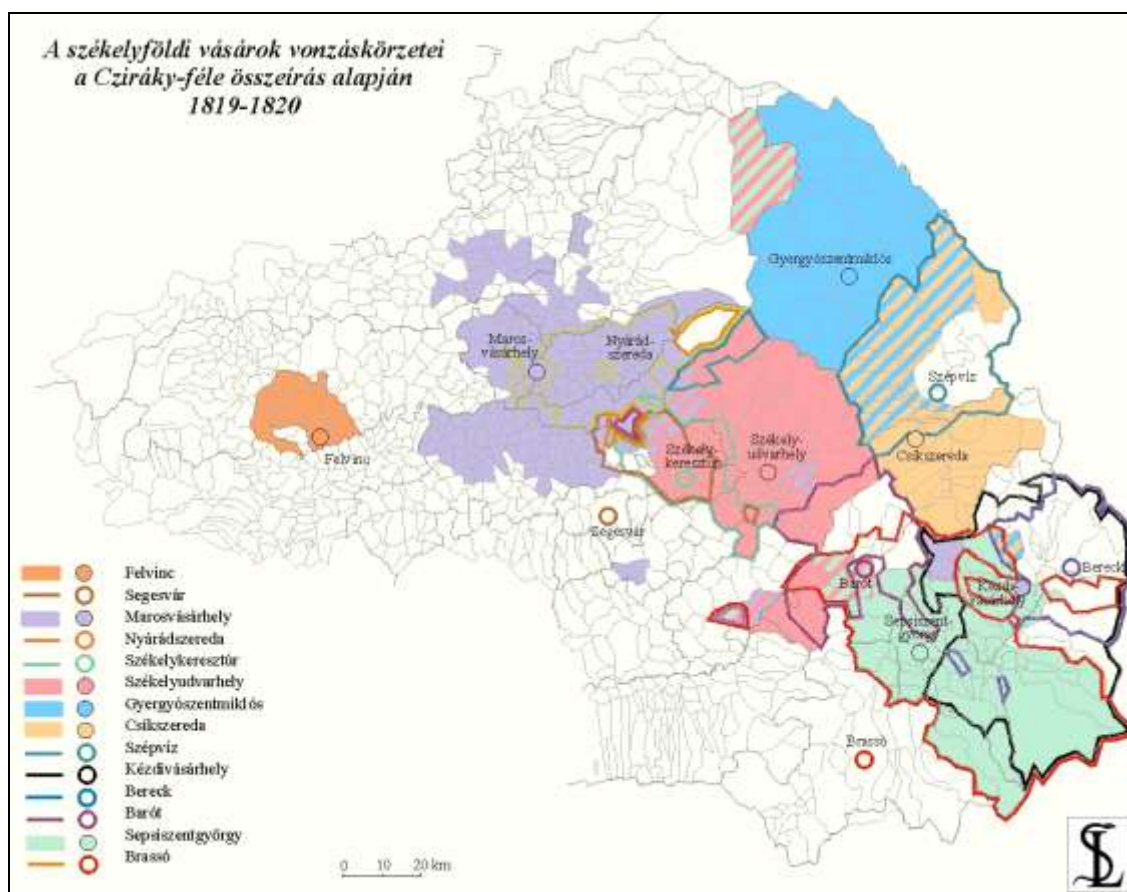 A székelyföldi vásárok vonzáskörzetei
a Cziráky-féle összeírás alapján
1819-1820
Gyergyószentmiklós
Maros-
vásárhely
Nyárád-
szereda
Szépvíz
Felvinc
Székely-
keresztúr
Székely-
udvarhely
Csíkszereda
Segesvár
Barót
Bereck
Kézdi-
vásárhely
Sepsiszent-
györgy
Brassó
Felvinc
Segesvár
Marosvásárhely
Nyárádszereda
Székelykeresztúr
Székelyudvarhely
Gyergyószentmiklós
Csíkszereda
Szépvíz
Kézdivásárhely
Bereck
Barót
Sepsiszentgyörgy
Brassó
0 10 20 km